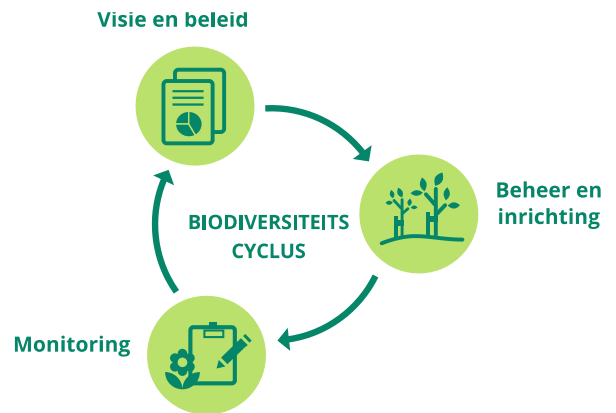 Visie en beleid
Beheer en
inrichting
BIODIVERSITEITS
CYCLUS
Monitoring